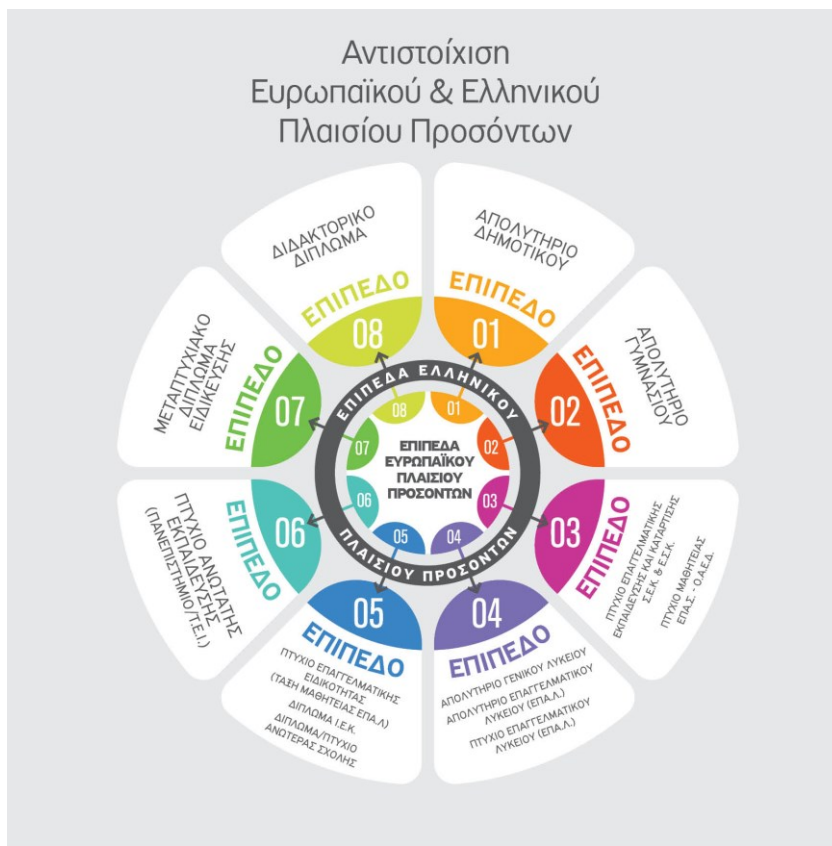 Αντιστοίχιση
Ευρωπαϊκού & Ελληνικού
Πλαισίου Προσόντων
ΑΠΟΛΥΤΗΡΙΟ
ΔΗΜΟΤΙΚΟΥ
ΕΠΙΠΕΔΟ
01
ΑΠΟΛΥΤΗΡΙΟ
ΓΥΜΝΑΣΙΟΥ
ΕΠΙΠΕΔΟ
02
ΠΤΥΧΙΟ ΕΠΑΓΓΕΛΜΑΤΙΚΗΣ
ΕΚΠΑΙΔΕΥΣΗΣ ΚΑΙ ΚΑΤΑΡΤΙΣΗΣ
Σ.Ε.Κ. & Ε.Σ.Κ.
ΠΤΥΧΙΟ ΜΑΘΗΤΕΙΑΣ
ΕΠΑ.Σ. - Ο.Α.Ε.Δ.
ΕΠΙΠΕΔΟ
03
04
ΕΠΙΠΕΔΟ
ΑΠΟΛΥΤΗΡΙΟ ΓΕΝΙΚΟΥ ΛΥΚΕΙΟΥ
ΑΠΟΛΥΤΗΡΙΟ ΕΠΑΓΓΕΛΜΑΤΙΚΟΥ
ΛΥΚΕΙΟΥ (ΕΠΑ.Λ.)
ΠΤΥΧΙΟ ΕΠΑΓΓΕΛΜΑΤΙΚΟΥ
ΛΥΚΕΙΟΥ (ΕΠΑ.Λ.)
05
ΕΠΙΠΕΔΟ
ΠΤΥΧΙΟ ΕΠΑΓΓΕΛΜΑΤΙΚΗΣ
ΕΙΔΙΚΟΤΗΤΑΣ
(ΤΑΞΗ ΜΑΘΗΤΕΙΑΣ ΕΠΑ.Λ)
ΔΙΠΛΩΜΑ Ι.Ε.Κ.
ΔΙΠΛΩΜΑ/ΠΤΥΧΙΟ
ΑΝΩΤΕΡΑΣ ΣΧΟΛΗΣ
ΠΤΥΧΙΟ ΑΝΩΤΑΤΗΣ
ΕΚΠΑΙΔΕΥΣΗΣ
(ΠΑΝΕΠΙΣΤΗΜΙΟ/Τ.Ε.Ι.)
ΕΠΙΠΕΔΟ
06
ΜΕΤΑΠΤΥΧΙΑΚΟ
ΔΙΠΛΩΜΑ
ΕΙΔΙΚΕΥΣΗΣ
ΕΠΙΠΕΔΟ
07
ΔΙΔΑΚΤΟΡΙΚΟ
ΔΙΠΛΩΜΑ
ΕΠΙΠΕΔΟ
08
ΕΠΙΠΕΔΑ ΕΛΛΗΝΙΚΟΥ
ΠΛΑΙΣΙΟΥ ΠΡΟΣΟΝΤΩΝ
01
02
03
04
05
06
07
08
ΕΠΙΠΕΔΑ
ΕΥΡΩΠΑΪΚΟΥ
ΠΛΑΙΣΙΟΥ
ΠΡΟΣΟΝΤΩΝ